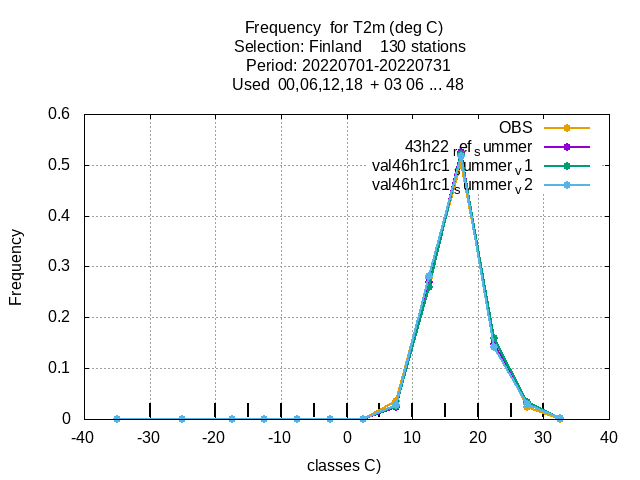 Frequency  for T2m (deg C)
Selection: Finland    130 stations
Period: 20220701-20220731
Used  00,06,12,18  + 03 06 ... 48
OBS
43h22_ref_summer
val46h1rc1_summer_v1
val46h1rc1_summer_v2
0.6
0.5
0.4
0.3
0.2
0.1
0
Frequency
-40 -30 -20 -10 0 10 20 30 40
classes C)